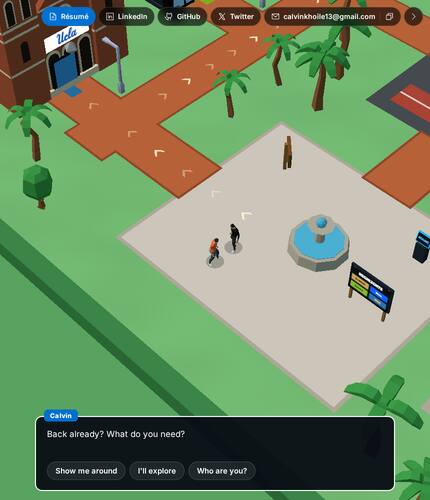 Résumé
LinkedIn
GitHub
Twitter
calvinkhoile13@gmail.com
Ucla
Calvin
Back already? What do you need?
Show me around
I'll explore
Who are you?